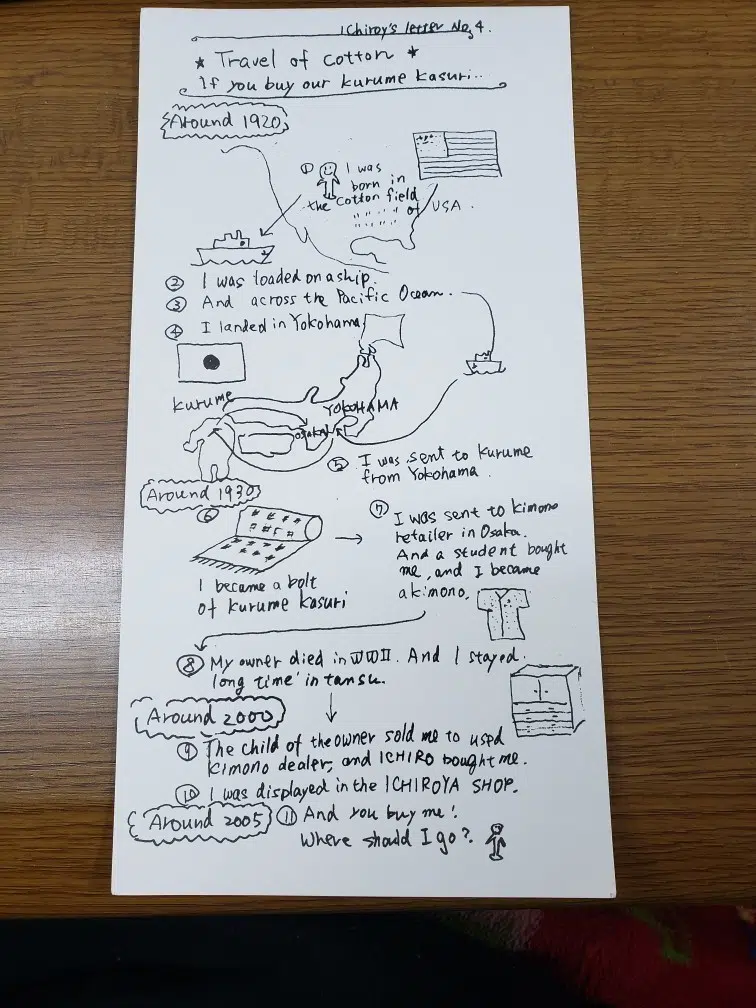 Ichiroy's letter No,4.
★ Travel of cotton ★
If you buy our kurume kasuri..
Around 1920
① I was
born in
the cotton field
of USA.
② I was loaded on a ship.
③ And across the Pacific Ocean.
④ I landed in Yokohama
Kurume
YOKOHAMA
OSAKA
⑤ I was sent to kurume
from Yokohama.
Around 1930
⑥
I became a bolt
of kurume kasuri
⑦ I was sent to kimono
retailer in Osaka.
And a student bought
me, and I became
a kimono.
⑧ My owner died in WWII. And I stayed
long time in tansu.
Around 2000
⑨ The child of the owner sold me to used
kimono dealer, and ICHIRO bought me.
⑩ I was displayed in the ICHIROYA SHOP.
Around 2005
⑪ And you buy me!
Where should I go?